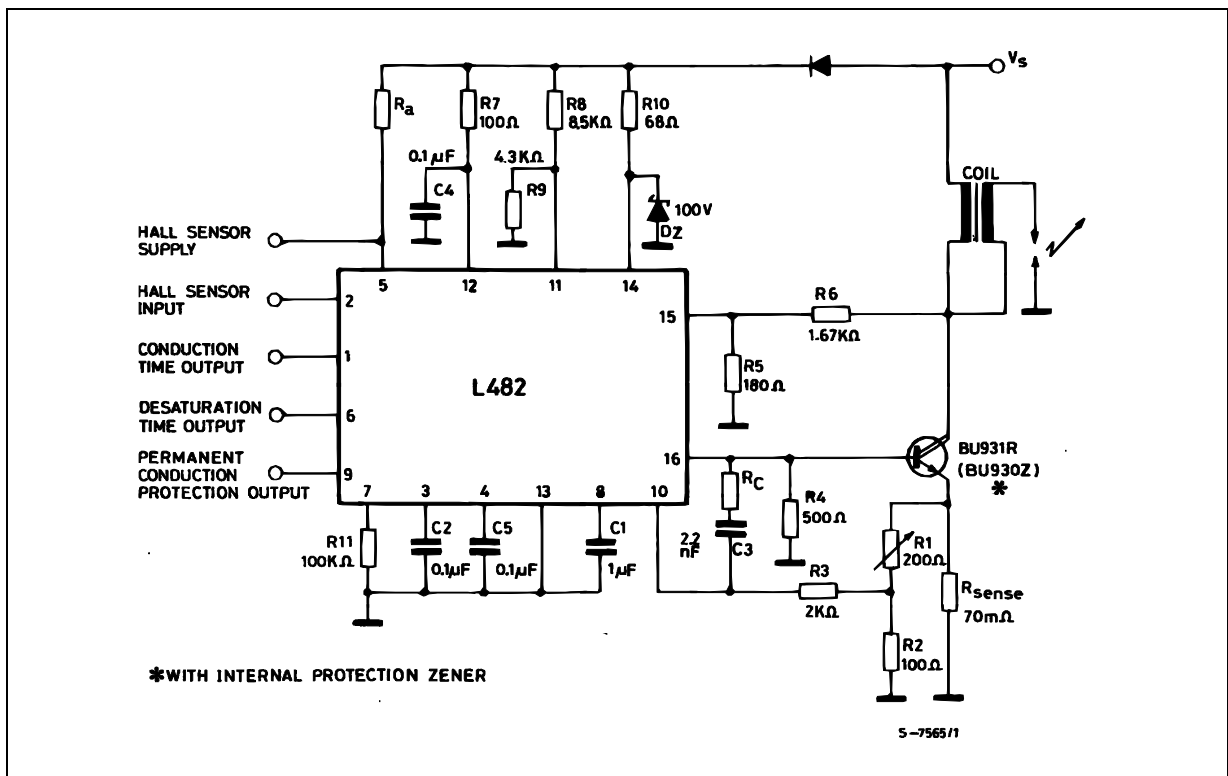 Vs
Ra
R7
100Ω
R8
8.5KΩ
R10
68Ω
0.1µF
C4
4.3KΩ
R9
100V
DZ
COIL
HALL SENSOR
SUPPLY
5
12
11
14
HALL SENSOR
INPUT
2
15
R6
1.67KΩ
CONDUCTION
TIME OUTPUT
1
R5
180Ω
L482
DESATURATION
TIME OUTPUT
6
PERMANENT
CONDUCTION
PROTECTION OUTPUT
9
16
BU931R
(BU930Z)
*
7
3
4
13
8
10
RC
R4
500Ω
R11
100KΩ
C2
0.1µF
C5
0.1µF
C1
1µF
2.2
nF
C3
R3
2KΩ
R1
200Ω
Rsense
70mΩ
R2
100Ω
*WITH INTERNAL PROTECTION ZENER
S-7565/1